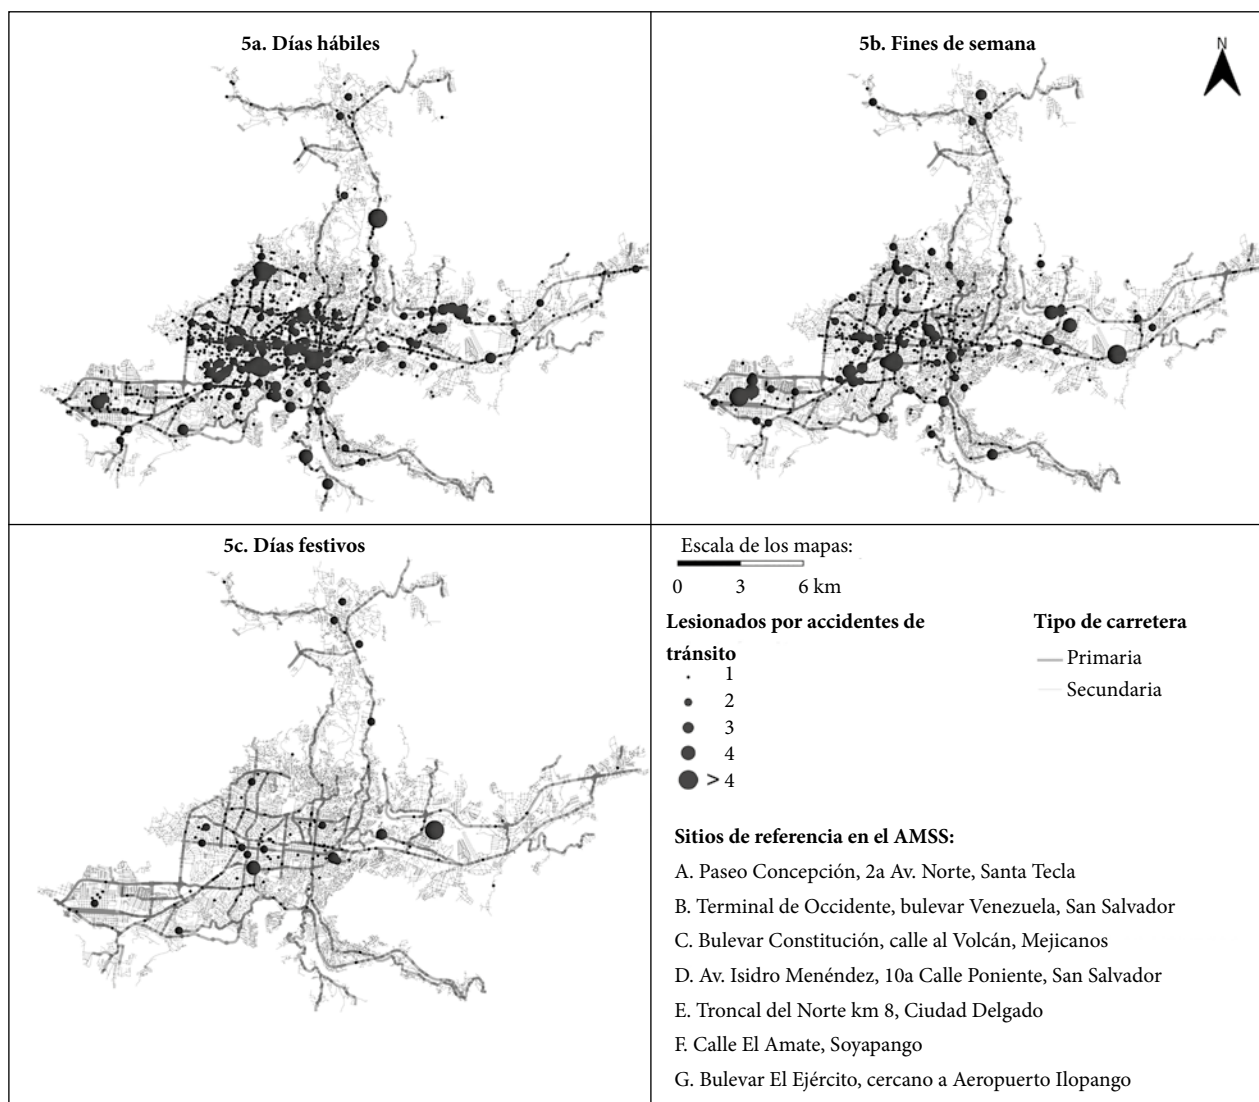 5a. Días hábiles
5b. Fines de semana
N
5c. Días festivos
Escala de los mapas:
0 3 6 km
Lesionados por accidentes de
tránsito
1
2
3
4
> 4
Tipo de carretera
Primaria
Secundaria
Sitios de referencia en el AMSS:
A. Paseo Concepción, 2a Av. Norte, Santa Tecla
B. Terminal de Occidente, bulevar Venezuela, San Salvador
C. Bulevar Constitución, calle al Volcán, Mejicanos
D. Av. Isidro Menéndez, 10a Calle Poniente, San Salvador
E. Troncal del Norte km 8, Ciudad Delgado
F. Calle El Amate, Soyapango
G. Bulevar El Ejército, cercano a Aeropuerto Ilopango